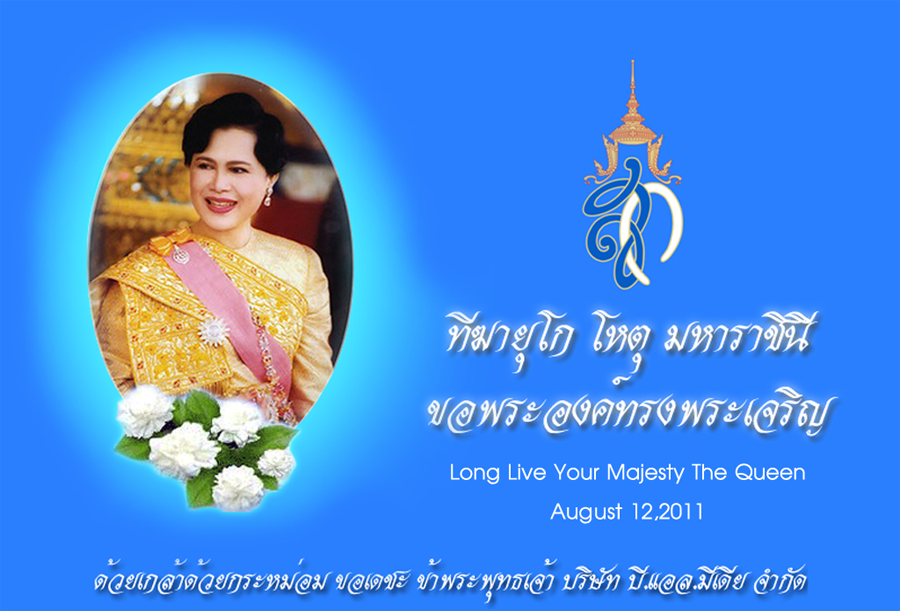 สก
ทีฆายุโก โหตุ มหาราชินี
ขอพระองค์ทรงพระเจริญ
Long Live Your Majesty The Queen
August 12,2011
ด้วยเกล้าด้วยกระหม่อม ขอเดชะ ข้าพระพุทธเจ้า บริษัท บี.แอล.มีเดีย จำกัด